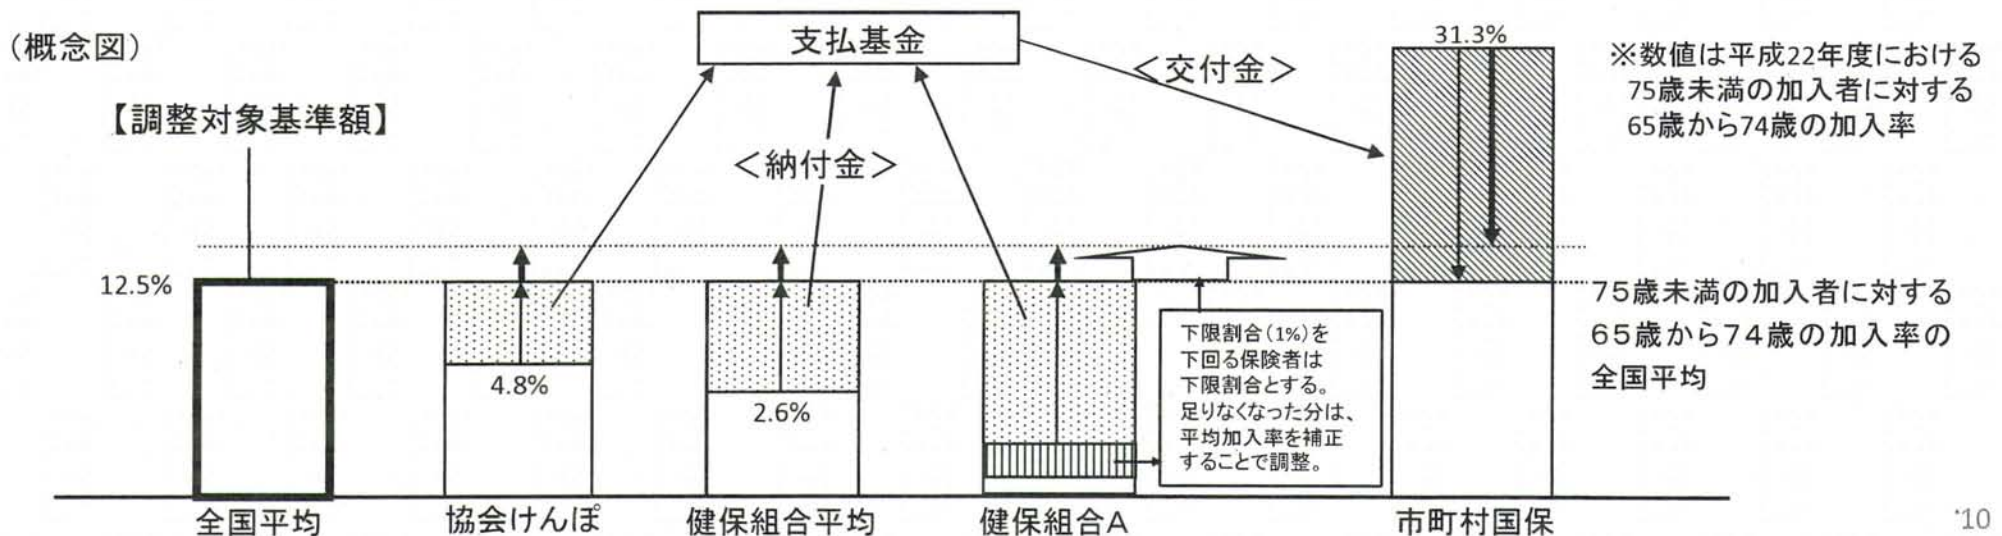 (概念図)
支払基金
31.3%
<交付金>
※数値は平成22年度における
75歳未満の加入者に対する
65歳から74歳の加入率
【調整対象基準額】
<納付金>
12.5%
4.8%
2.6%
下限割合(1%)を
下回る保険者は
下限割合とする。
足りなくなった分は、
平均加入率を補正
することで調整。
75歳未満の加入者に対する
65歳から74歳の加入率の
全国平均
全国平均
協会けんぽ
健保組合平均
健保組合A
市町村国保
'10